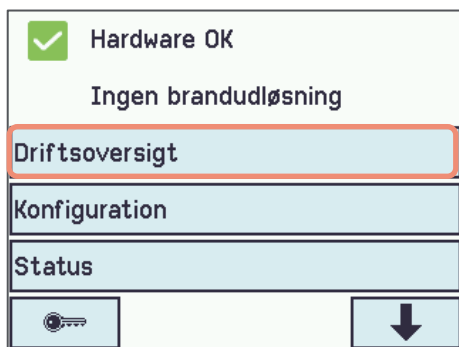 Hardware OK
Ingen brandudløsning
Driftsoversigt
Konfiguration
Status